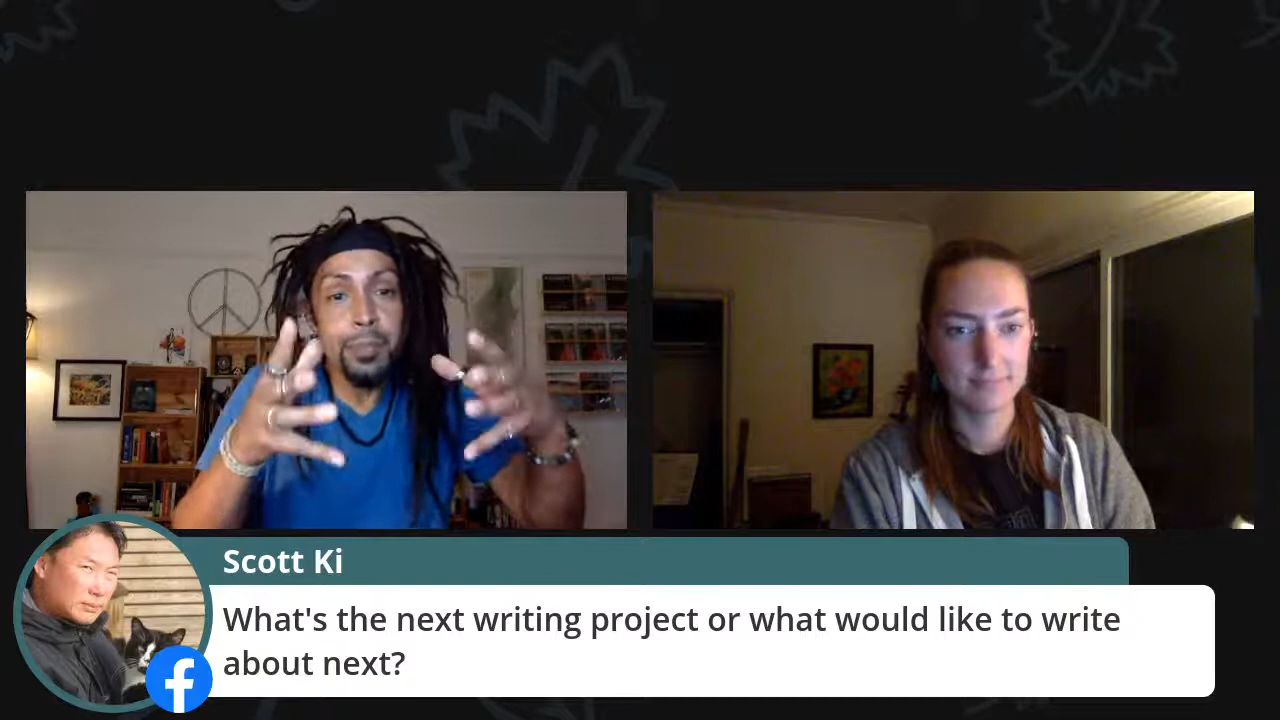 Scott Ki
What's the next writing project or what would like to write
about next?